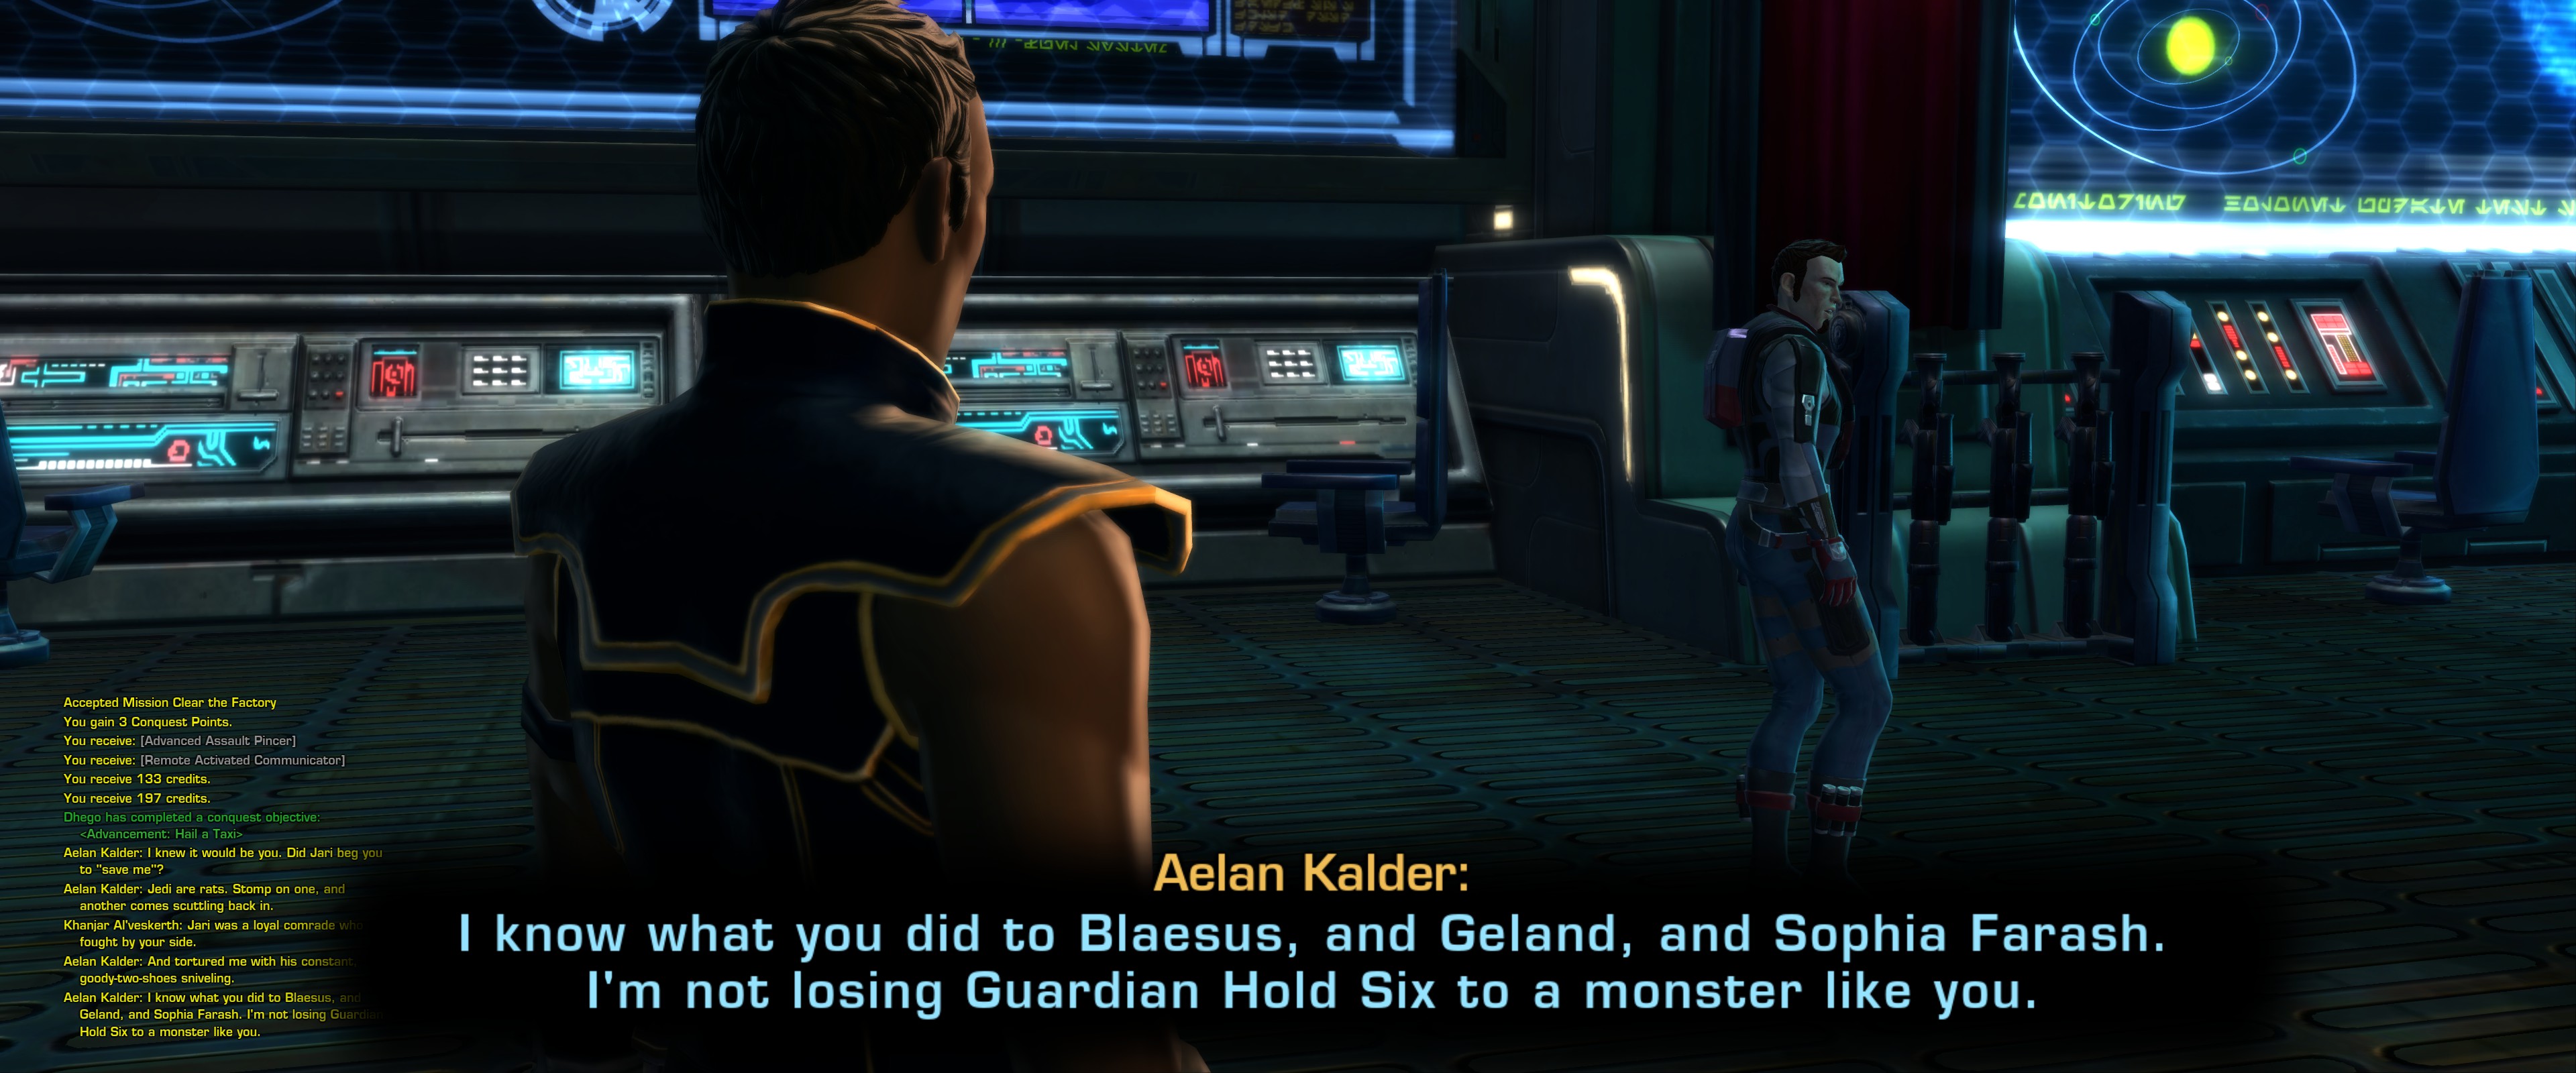 Accepted Mission Clear the Factory
You gain 3 Conquest Points.
You receive: [Advanced Assault Pincer]
You receive: [Remote Activated Communicator]
You receive 133 credits.
You receive 197 credits.
Dhego has completed a conquest objective:
<Advancement: Hail a Taxi>
Aelan Kalder: I knew it would be you. Did Jari beg you
to "save me"?
Aelan Kalder: Jedi are rats. Stomp on one, and
another comes scuttling back in.
Khanjar Al'veskerth: Jari was a loyal comrade who
fought by your side.
Aelan Kalder: And tortured me with his constant,
goody-two-shoes sniveling.
Aelan Kalder: I know what you did to Blaesus, and
Geland, and Sophia Farash. I'm not losing Guardian
Hold Six to a monster like you.
Aelan Kalder:
I know what you did to Blaesus, and Geland, and Sophia Farash.
I'm not losing Guardian Hold Six to a monster like you.